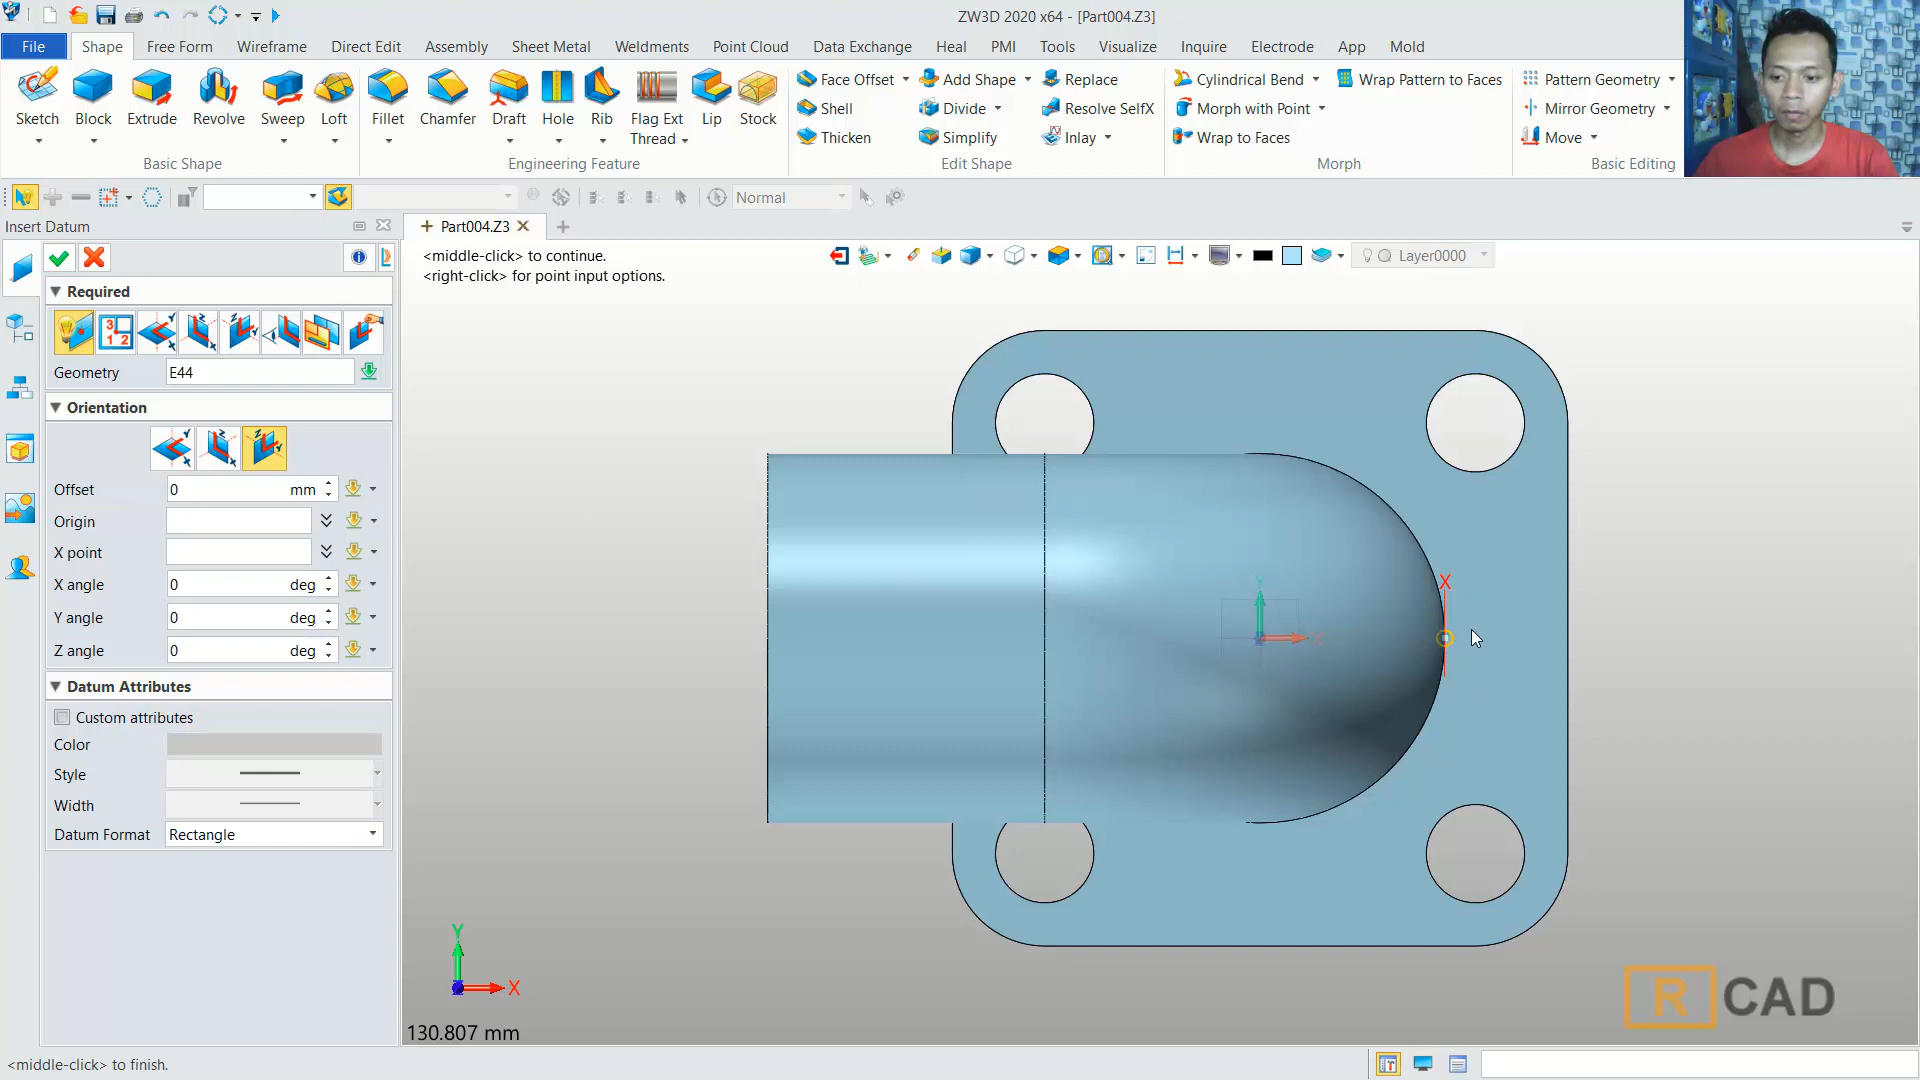 ZW3D 2020 x64 - [Part004.Z3]
File Shape Free Form Wireframe Direct Edit Assembly Sheet Metal Weldments Point Cloud Data Exchange Heal PMI Tools Visualize Inquire Electrode App Mold
Sketch Block Extrude Revolve Sweep Loft
Basic Shape
Fillet Chamfer Draft Hole Rib Flag Ext Thread Lip Stock
Engineering Feature
Face Offset Add Shape Replace
Shell Divide Resolve SelfX
Thicken Simplify Inlay
Edit Shape
Cylindrical Bend Wrap Pattern to Faces
Morph with Point
Wrap to Faces
Morph
Pattern Geometry
Mirror Geometry
Move
Basic Editing
Normal
Insert Datum
Part004.Z3
<middle-click> to continue.
<right-click> for point input options.
Layer0000
Required
Geometry E44
Orientation
Offset 0 mm
Origin
X point
X angle 0 deg
Y angle 0 deg
Z angle 0 deg
Datum Attributes
Custom attributes
Color
Style
Width
Datum Format Rectangle
X
Y
X
Y
X
130.807 mm
R CAD
<middle-click> to finish.